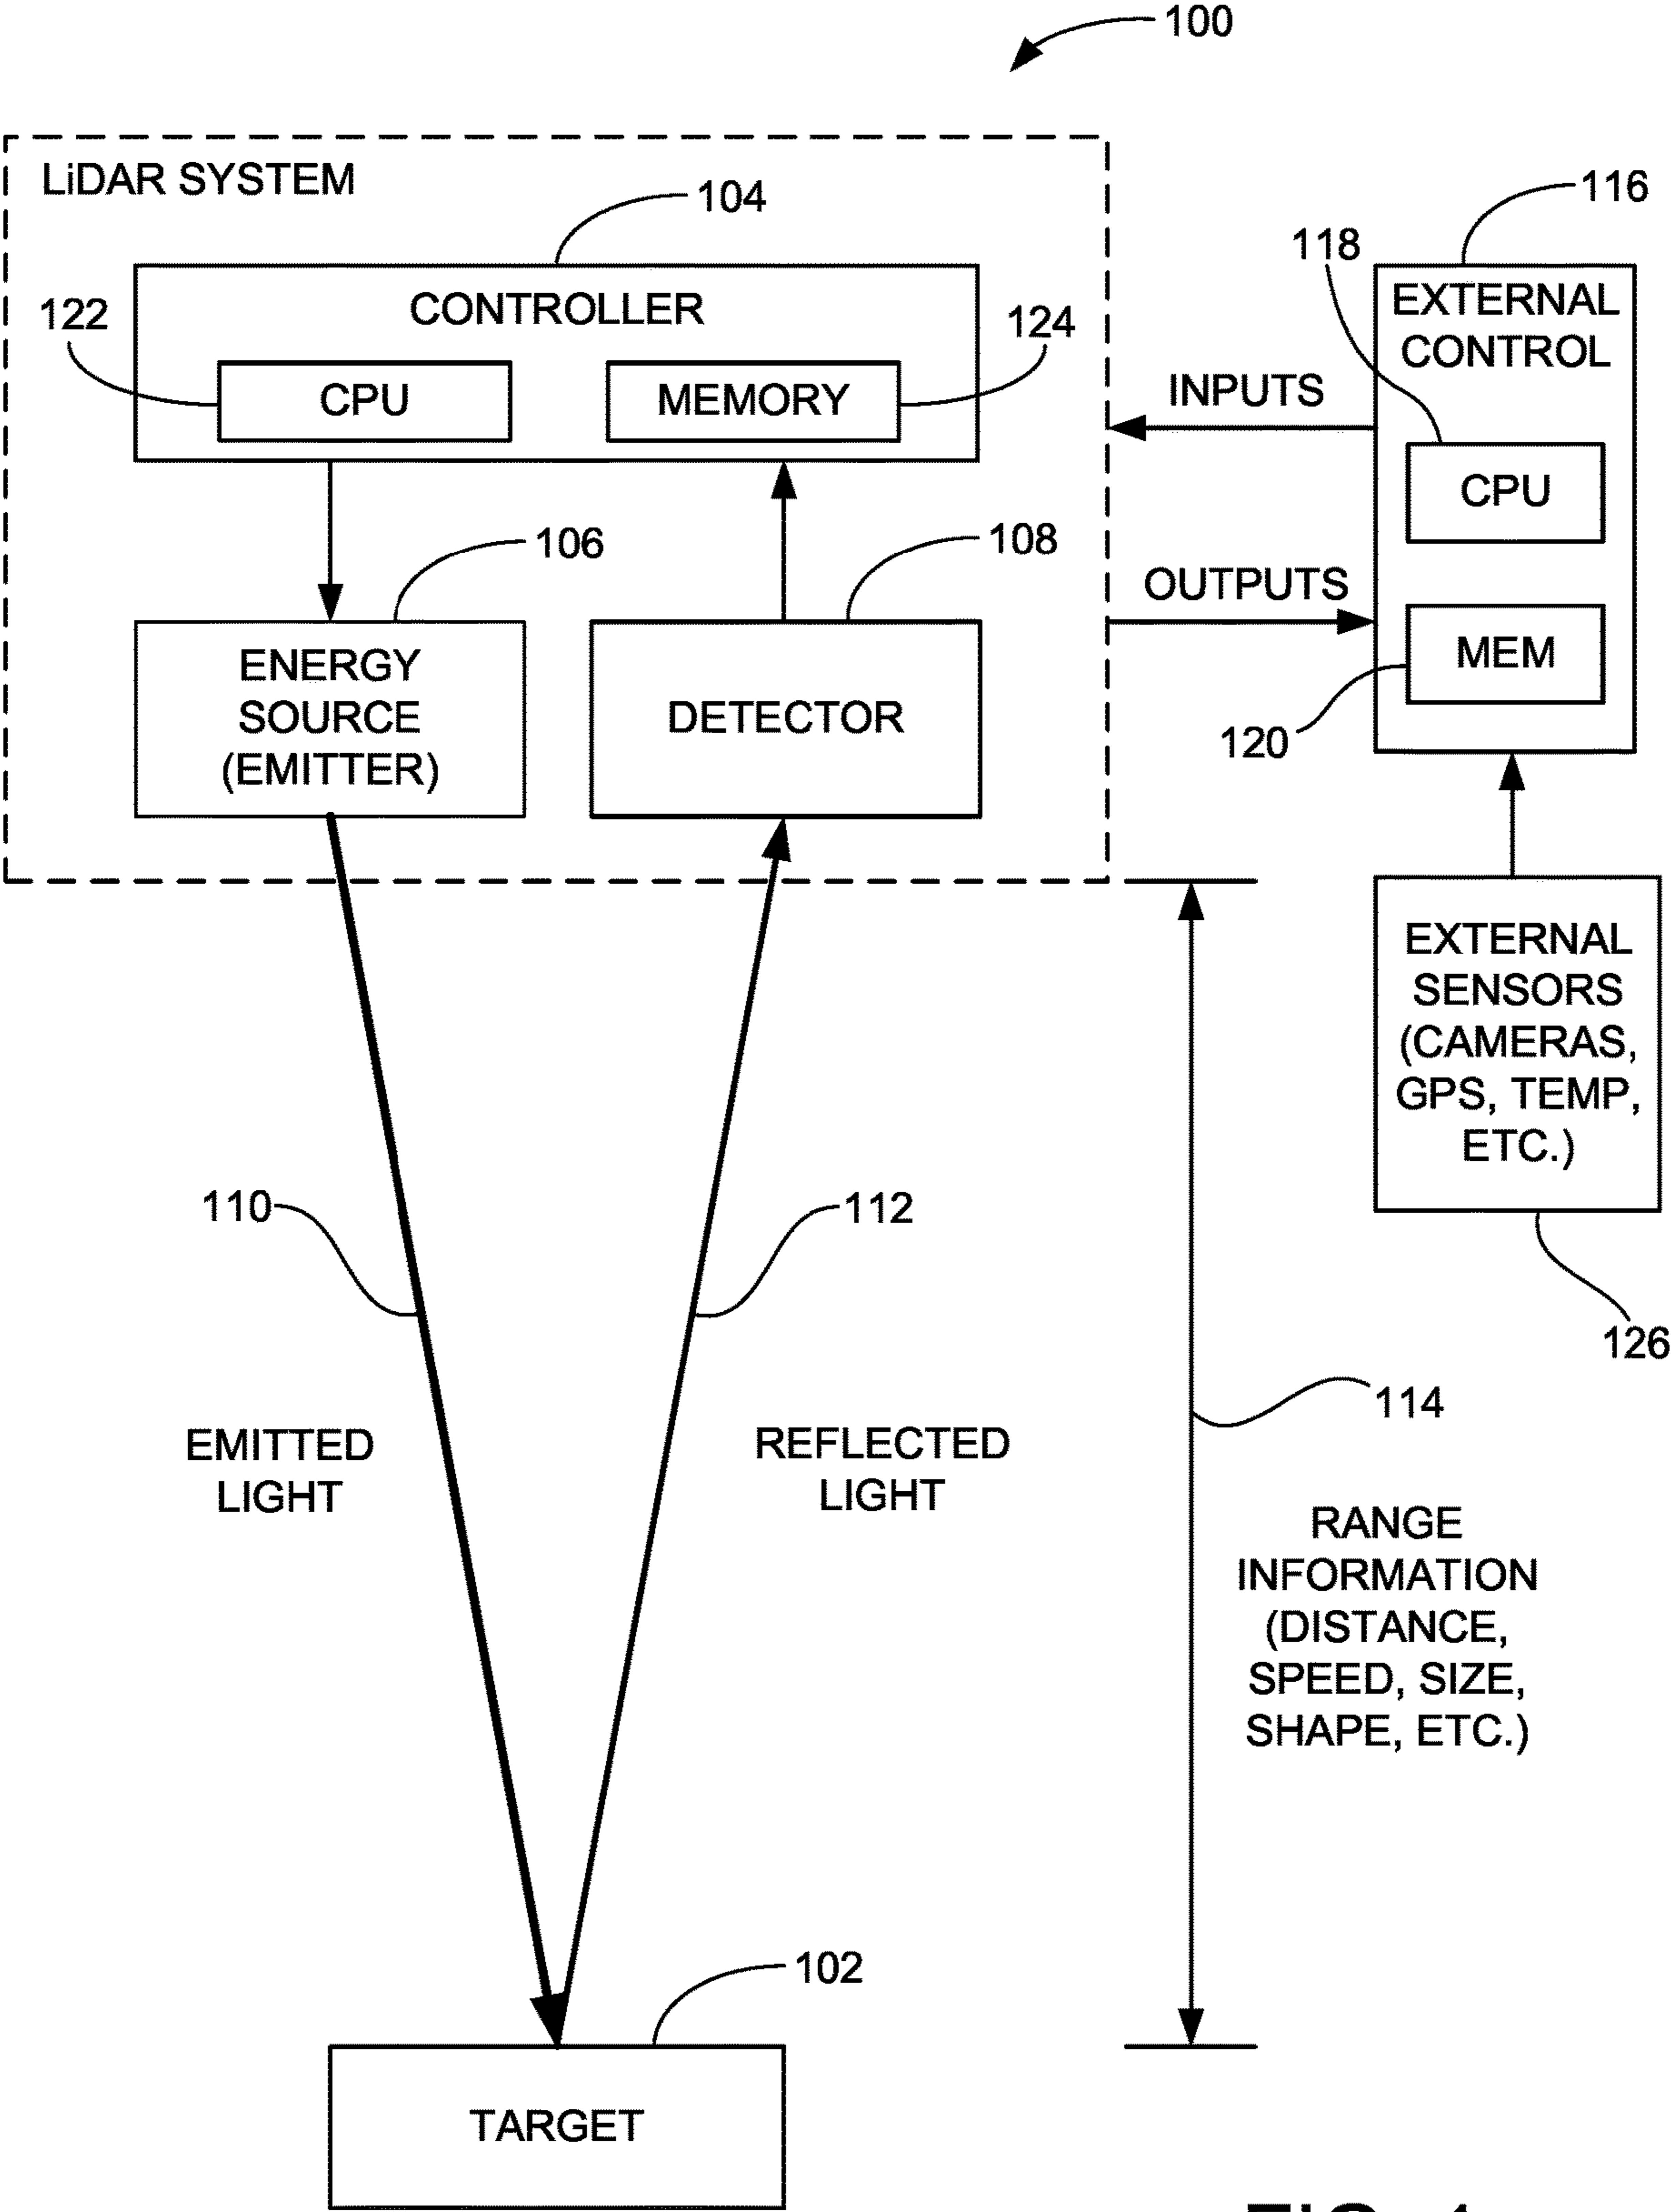 100
LiDAR SYSTEM
104
116
118
CONTROLLER
122
124
CPU
MEMORY
EXTERNAL
CONTROL
INPUTS
CPU
106
108
OUTPUTS
MEM
120
ENERGY
SOURCE
(EMITTER)
DETECTOR
EXTERNAL
SENSORS
(CAMERAS,
GPS, TEMP,
ETC.)
110
112
126
114
EMITTED
LIGHT
REFLECTED
LIGHT
RANGE
INFORMATION
(DISTANCE,
SPEED, SIZE,
SHAPE, ETC.)
102
TARGET